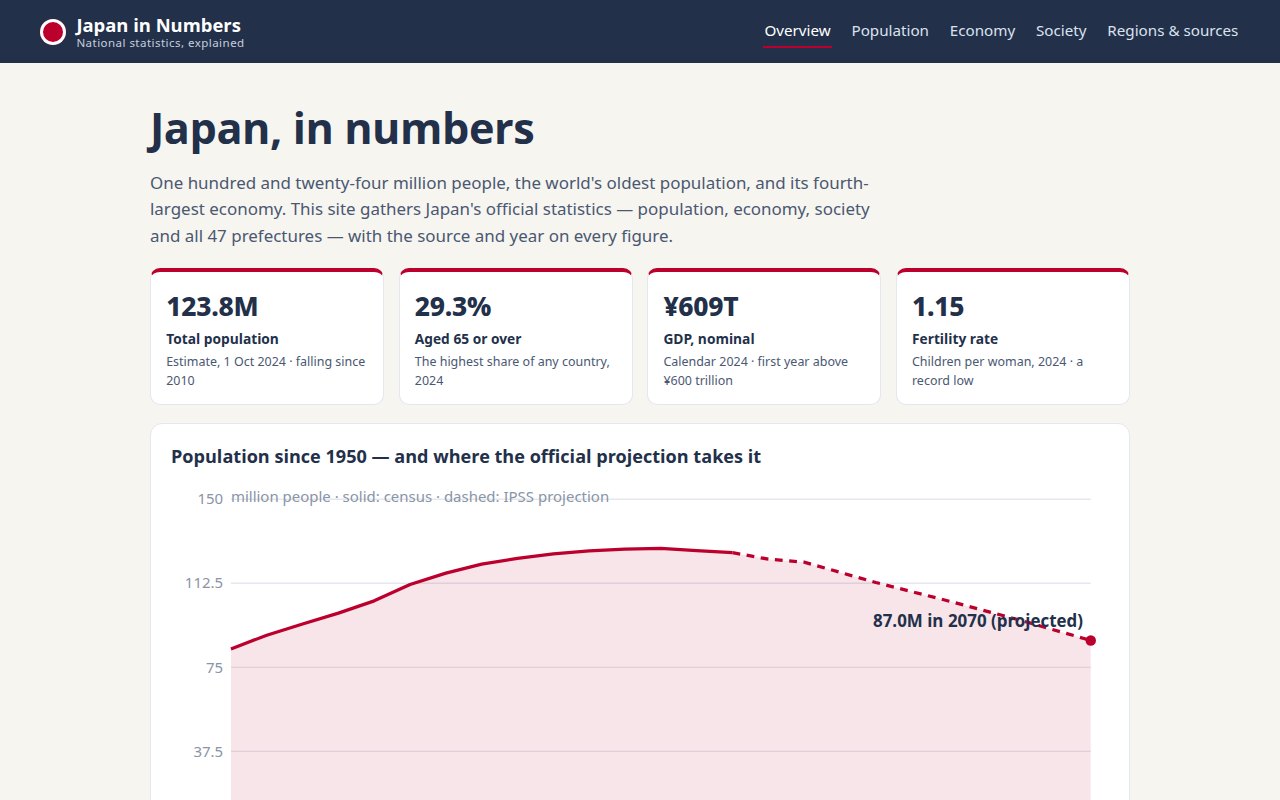 Japan in Numbers
National statistics, explained
Overview Population Economy Society Regions & sources
Japan, in numbers
One hundred and twenty-four million people, the world's oldest population, and its fourth-
largest economy. This site gathers Japan's official statistics — population, economy, society
and all 47 prefectures — with the source and year on every figure.
123.8M
Total population
Estimate, 1 Oct 2024 · falling since
2010
29.3%
Aged 65 or over
The highest share of any country,
2024
¥609T
GDP, nominal
Calendar 2024 · first year above
¥600 trillion
1.15
Fertility rate
Children per woman, 2024 · a
record low
Population since 1950 — and where the official projection takes it
150 million people · solid: census · dashed: IPSS projection
112.5
87.0M in 2070 (projected)
75
37.5